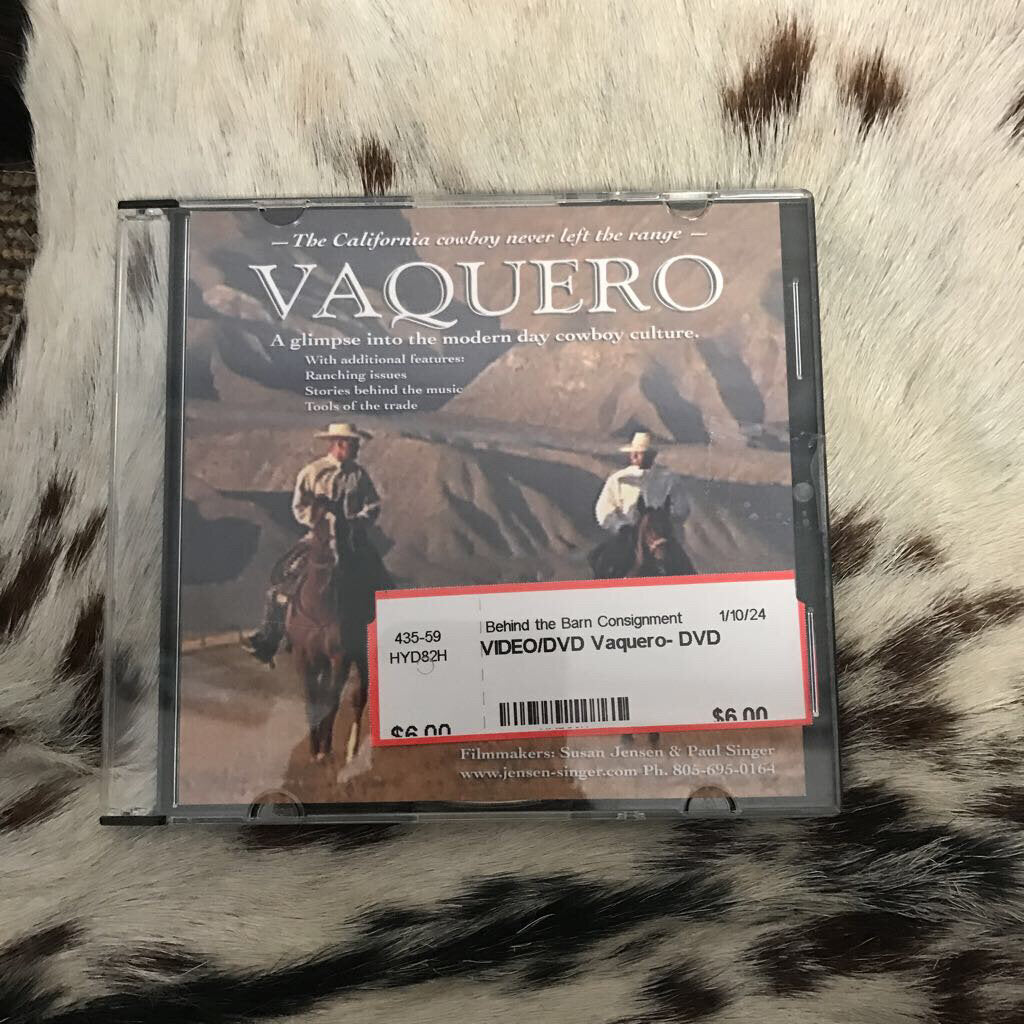 — The California cowboy never left the range —
VAQUERO
A glimpse into the modern day cowboy culture.
With additional features:
Ranching issues
Stories behind the music
Tools of the trade
435-59
HYD82H
Behind the Barn Consignment 1/10/24
VIDEO/DVD Vaquero- DVD
$6.00 $6.00
Filmmakers: Susan Jensen & Paul Singer
www.jensen-singer.com Ph. 805-695-0164